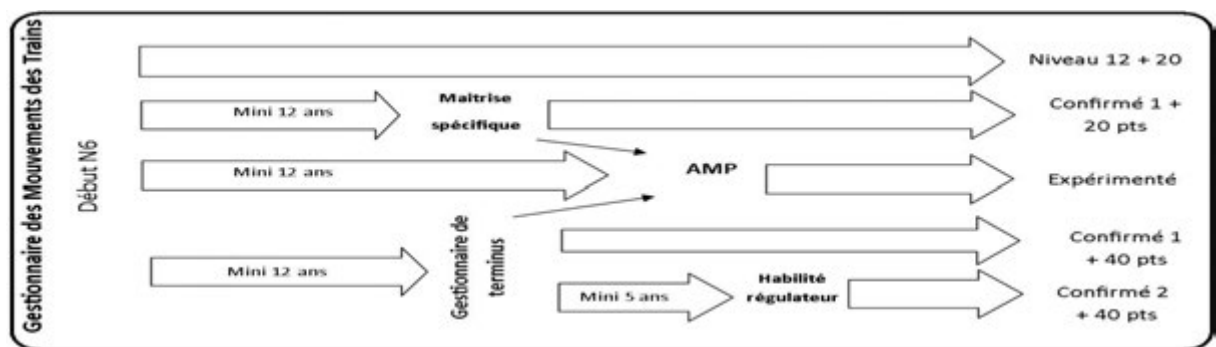 Gestionnaire des Mouvements des Trains
Début N6
Niveau 12 + 20
Mini 12 ans
Maitrise
spécifique
Confirmé 1 +
20 pts
Mini 12 ans
AMP
Expérimenté
Mini 12 ans
Gestionnaire de
terminus
Confirmé 1
+ 40 pts
Mini 5 ans
Habilité
régulateur
Confirmé 2
+ 40 pts